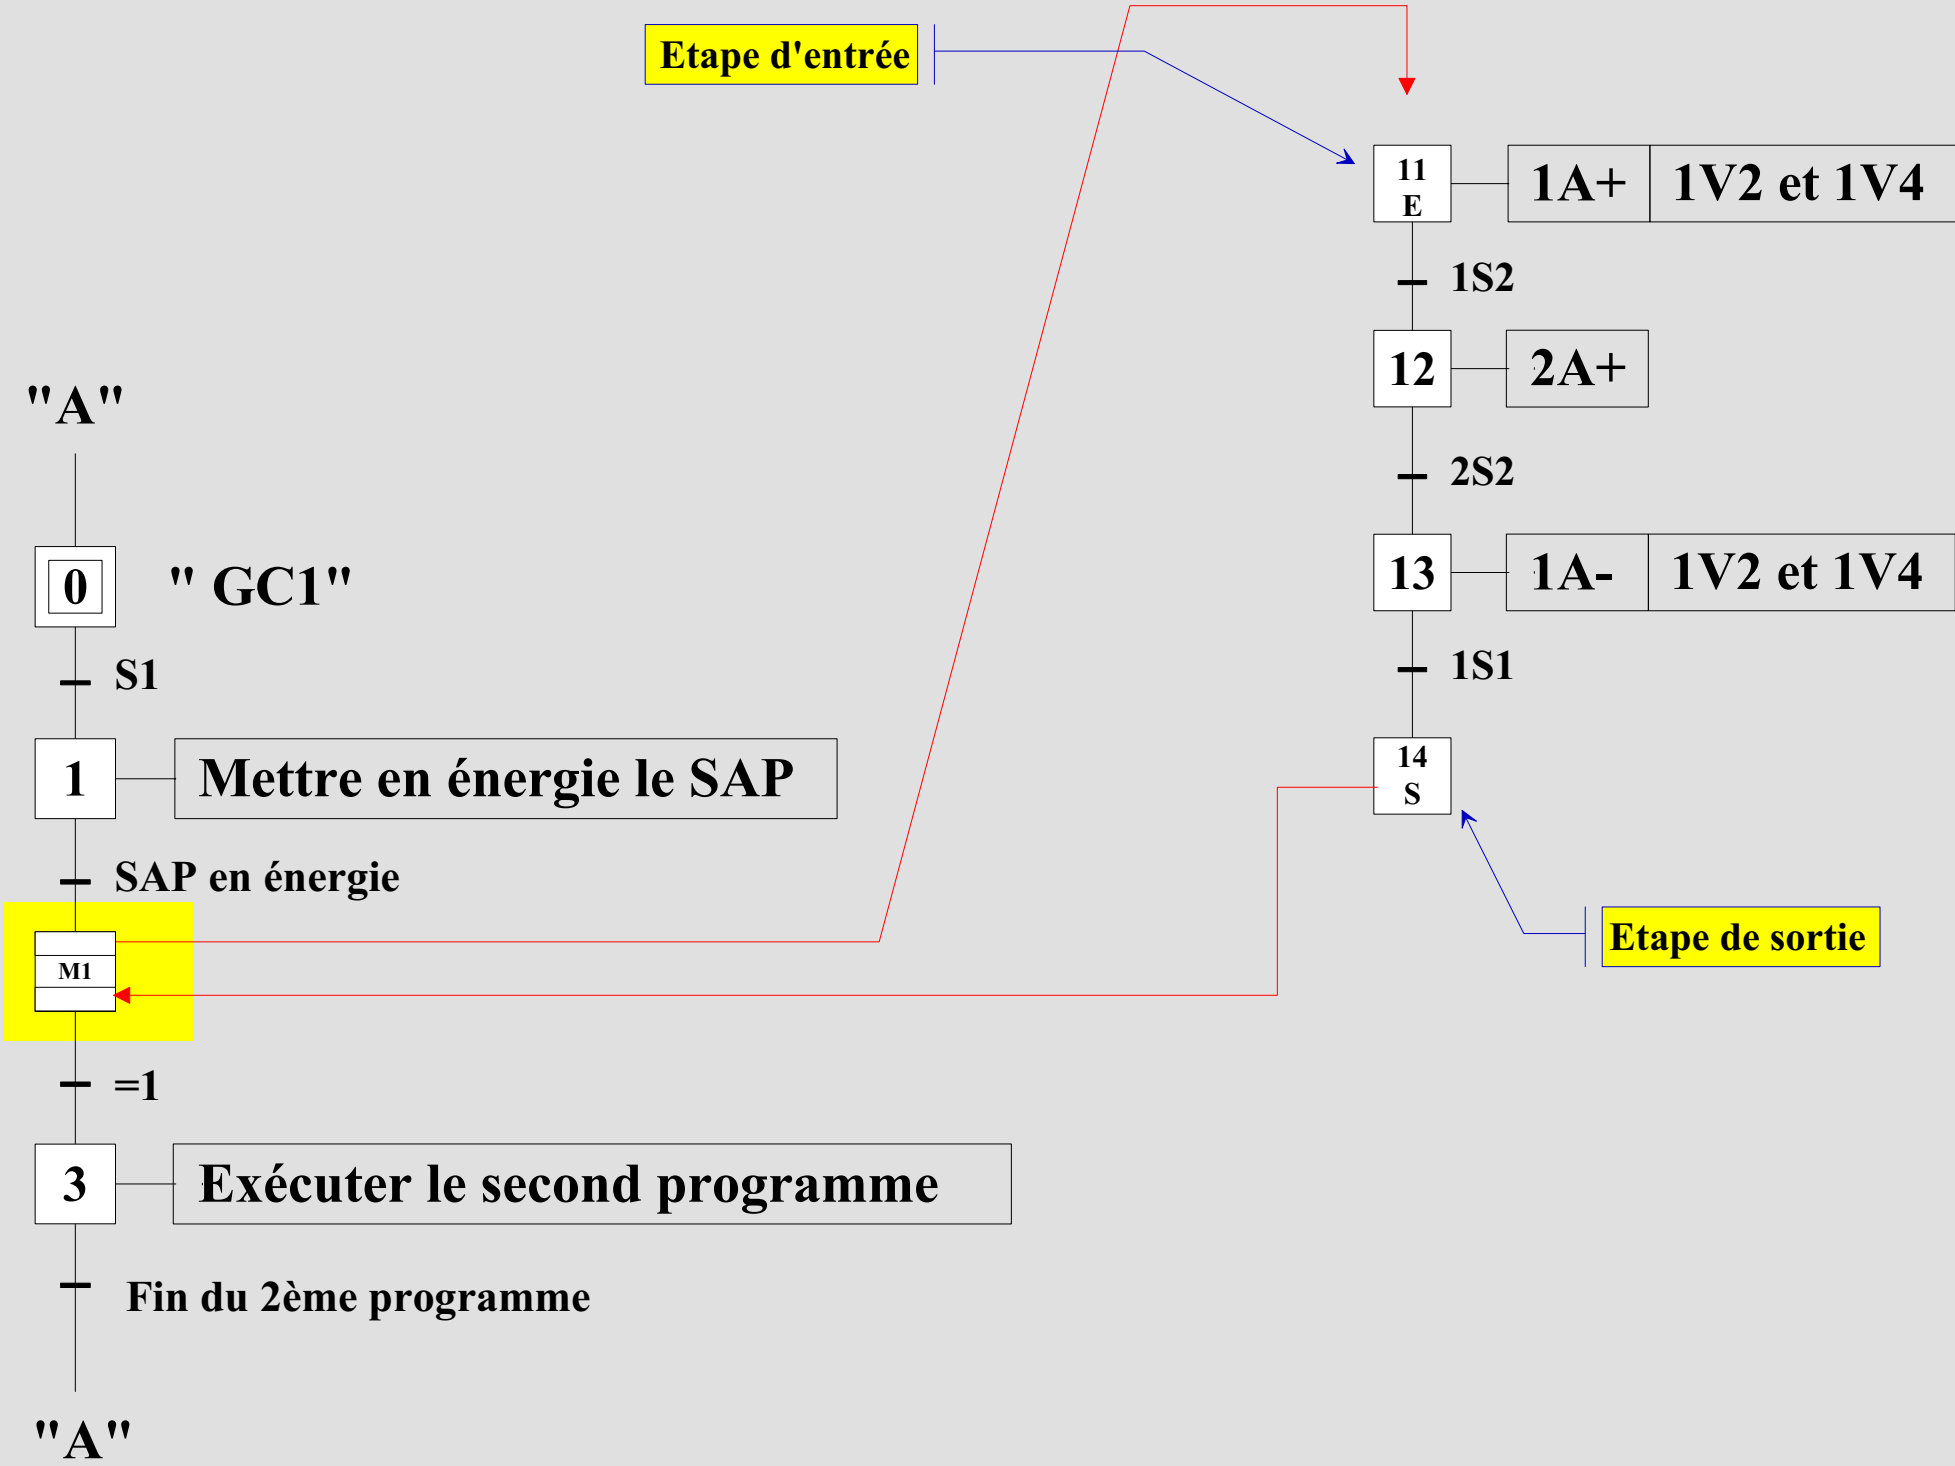 Etape d'entrée
11
E
1A+
1V2 et 1V4
1S2
12
2A+
2S2
13
1A-
1V2 et 1V4
1S1
14
S
Etape de sortie
"A"
0
" GC1"
S1
1
Mettre en énergie le SAP
SAP en énergie
M1
=1
3
Exécuter le second programme
Fin du 2ème programme
"A"